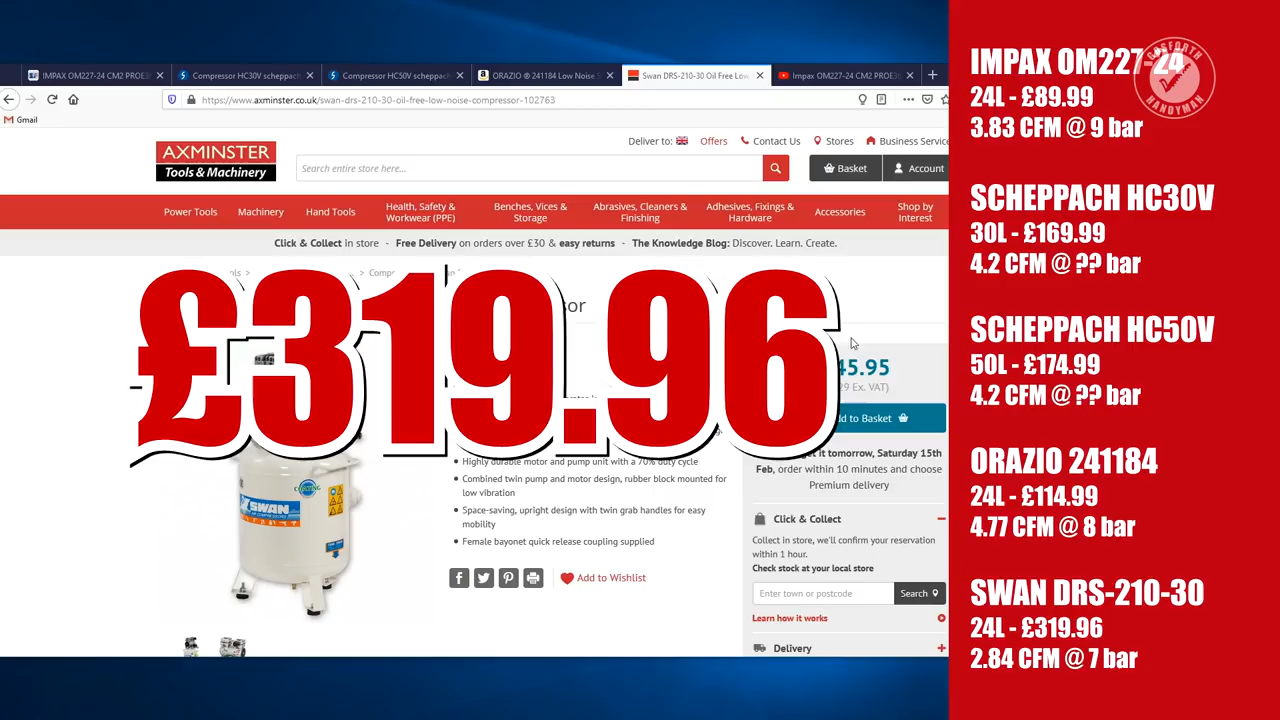 IMPAX OM227-24 CM2 PROE
Compressor HC30V scheppach
Compressor HC50V scheppach
ORAZIO ® 241184 Low Noise S
Swan DRS-210-30 Oil Free Low
Impax OM227-24 CM2 PROE
https://www.axminster.co.uk/swan-drs-210-30-oil-free-low-noise-compressor-102763
Gmail
Deliver to:
Offers
Contact Us
Stores
Business Service
AXMINSTER
Tools & Machinery
Search entire store here...
Basket
Account
Power Tools
Machinery
Hand Tools
Health, Safety &
Workwear (PPE)
Benches, Vices &
Storage
Abrasives, Cleaners &
Finishing
Adhesives, Fixings &
Hardware
Accessories
Shop by
Interest
Click & Collect in store - Free Delivery on orders over £30 & easy returns - The Knowledge Blog: Discover. Learn. Create.
£319.96
45.95
29 Ex. VAT)
dd to Basket
Highly durable motor and pump unit with a 70% duty cycle
Combined twin pump and motor design, rubber block mounted for
low vibration
Space-saving, upright design with twin grab handles for easy
mobility
Female bayonet quick release coupling supplied
Add to Wishlist
SWAN
get it tomorrow, Saturday 15th
Feb, order within 10 minutes and choose
Premium delivery
Click & Collect
Collect in store, we'll confirm your reservation
within 1 hour.
Check stock at your local store
Enter town or postcode
Search
Learn how it works
Delivery
IMPAX OM227-24
24L - £89.99
3.83 CFM @ 9 bar
GOSFORTH
HANDYMAN
SCHEPPACH HC30V
30L - £169.99
4.2 CFM @ ?? bar
SCHEPPACH HC50V
50L - £174.99
4.2 CFM @ ?? bar
ORAZIO 241184
24L - £114.99
4.77 CFM @ 8 bar
SWAN DRS-210-30
24L - £319.96
2.84 CFM @ 7 bar